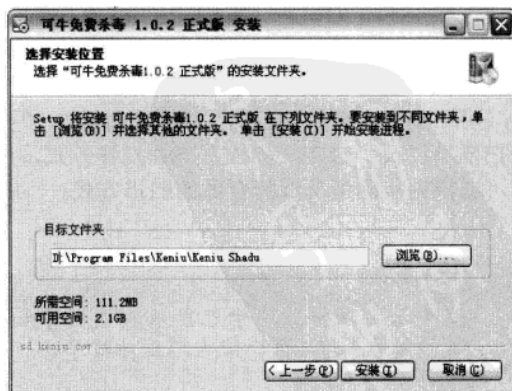 可牛免费杀毒 1.0.2 正式版 安装
选择安装位置
选择“可牛免费杀毒1.0.2 正式版”的安装文件夹。
Setup 将安装 可牛免费杀毒1.0.2 正式版 在下列文件夹。要安装到不同文件夹，单
击 [浏览(B)] 并选择其他的文件夹。 单击 [安装(I)] 开始安装进程。
目标文件夹
D:\Program Files\Keniu\Keniu Shadu
浏览(B)...
所需空间: 111.2MB
可用空间: 2.1GB
sd.keniu.com
<上一步(P) 安装(I) 取消(C)